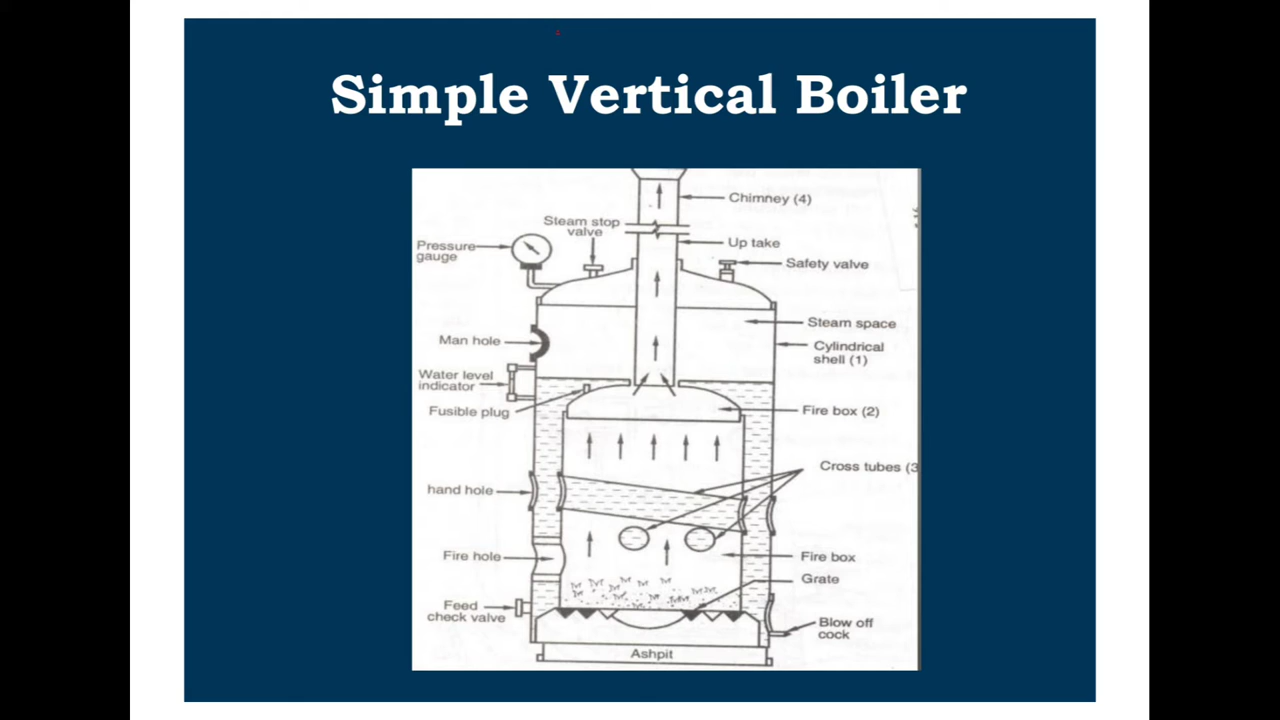 Simple Vertical Boiler
Chimney (4)
Steam stop
valve
Up take
Pressure
gauge
Safety valve
Steam space
Man hole
Cylindrical
shell (1)
Water level
indicator
Fusible plug
Fire box (2)
Cross tubes (3
hand hole
Fire hole
Fire box
Grate
Feed
check valve
Blow off
cock
Ashpit